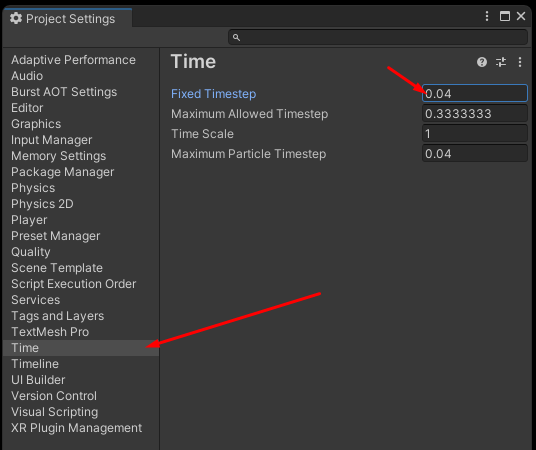 Project Settings
Adaptive Performance
Audio
Burst AOT Settings
Editor
Graphics
Input Manager
Memory Settings
Package Manager
Physics
Physics 2D
Player
Preset Manager
Quality
Scene Template
Script Execution Order
Services
Tags and Layers
TextMesh Pro
Time
Timeline
UI Builder
Version Control
Visual Scripting
XR Plugin Management
Time
Fixed Timestep 0.04
Maximum Allowed Timestep 0.3333333
Time Scale 1
Maximum Particle Timestep 0.04